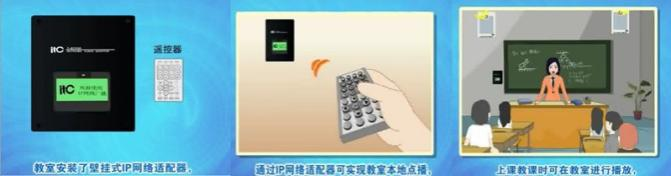 itc
遥控器
itc
教室安装了壁挂式IP网络适配器,
通过IP网络适配器可实现教室本地点播,
上课教课时可在教室进行播放,